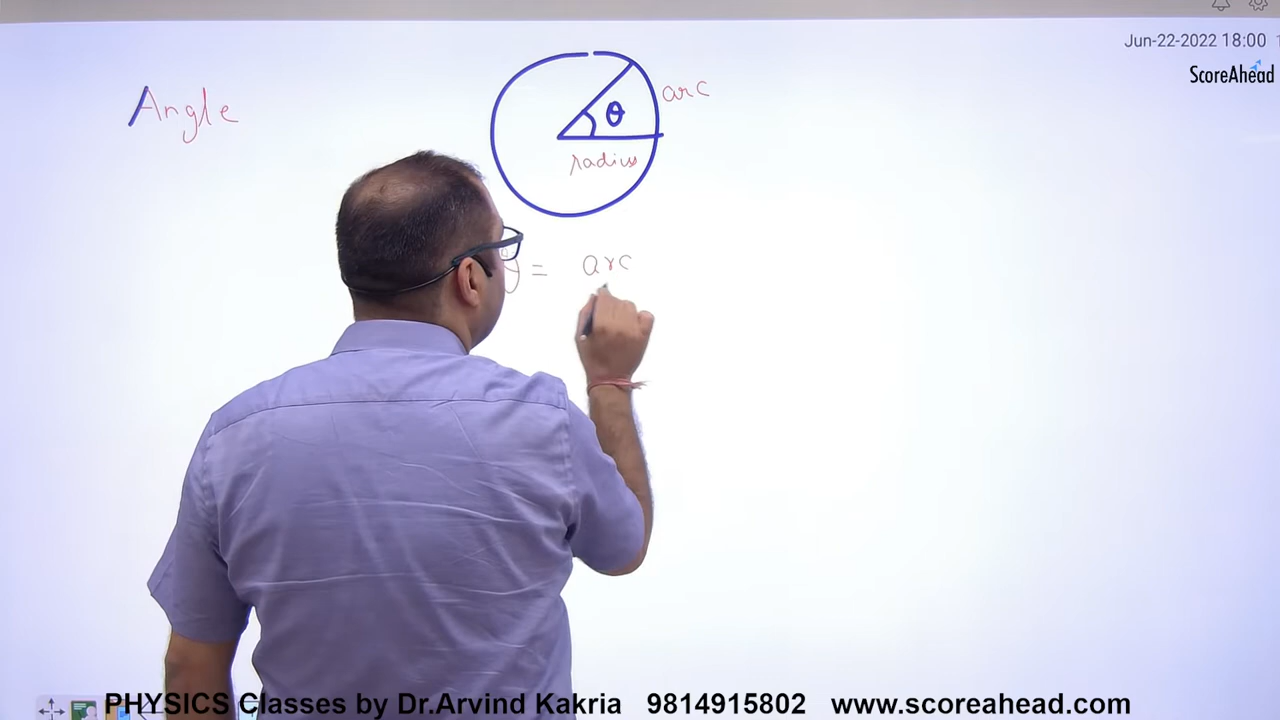 Jun-22-2022 18:00
ScoreAhead
Angle
θ
arc
radius
= arc
PHYSICS Classes by Dr.Arvind Kakria 9814915802 www.scoreahead.com